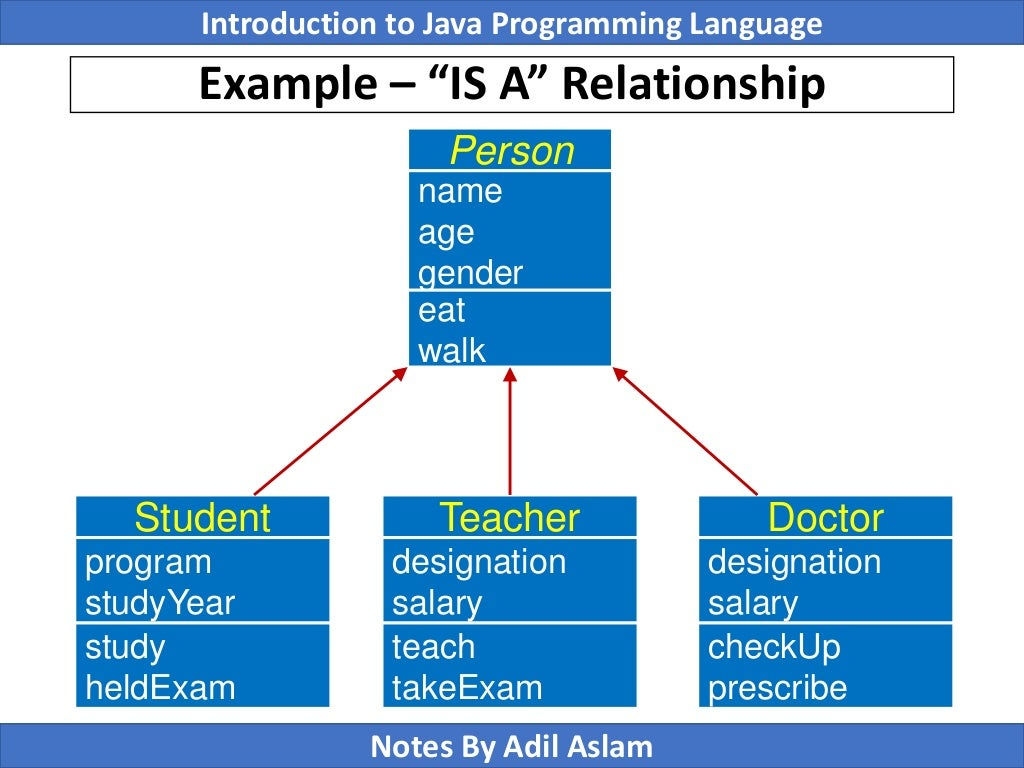 Introduction to Java Programming Language
Example – “IS A” Relationship
Person
name
age
gender
eat
walk
Student
program
studyYear
study
heldExam
Teacher
designation
salary
teach
takeExam
Doctor
designation
salary
checkUp
prescribe
Notes By Adil Aslam